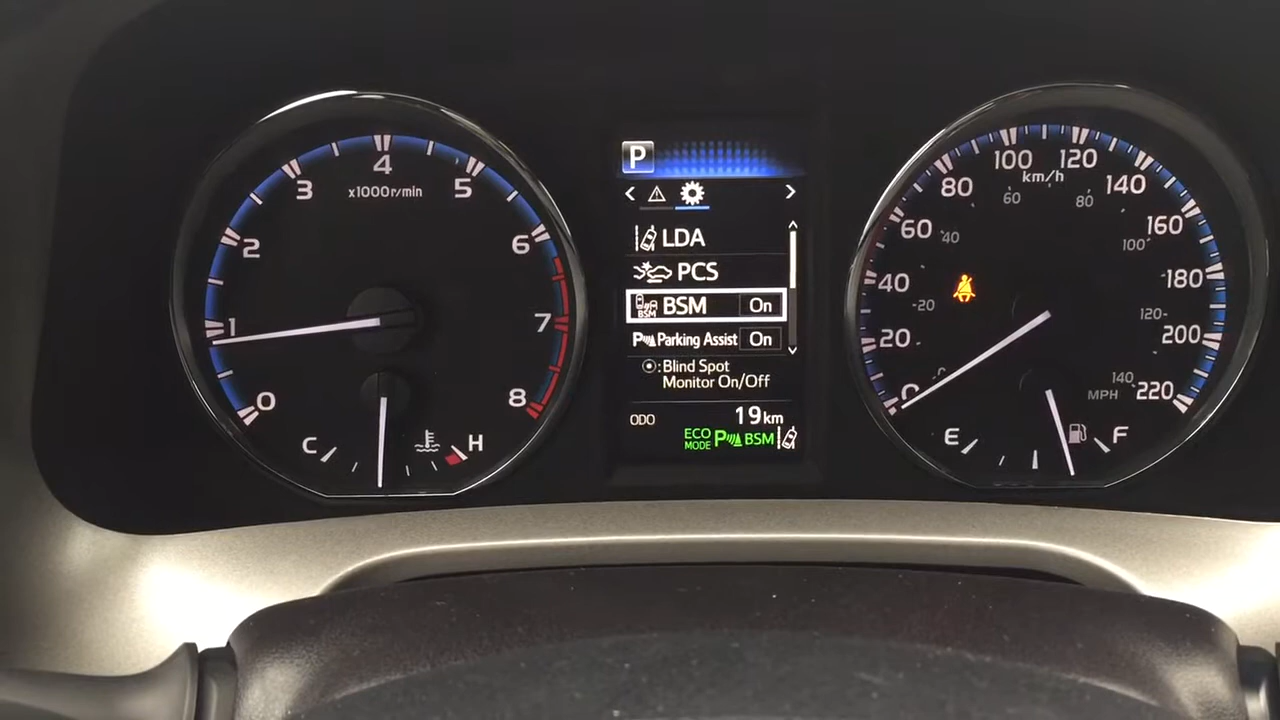 0
1
2
3
4
5
6
7
8
x1000r/min
C
H
P
LDA
PCS
BSM
BSM On
Parking Assist On
:Blind Spot
Monitor On/Off
ODO 19 km
ECO
MODE
P
BSM
0
20
40
60
80
100
120
140
160
180
200
220
km/h
0
20
40
60
80
100
120
140
MPH
E
F